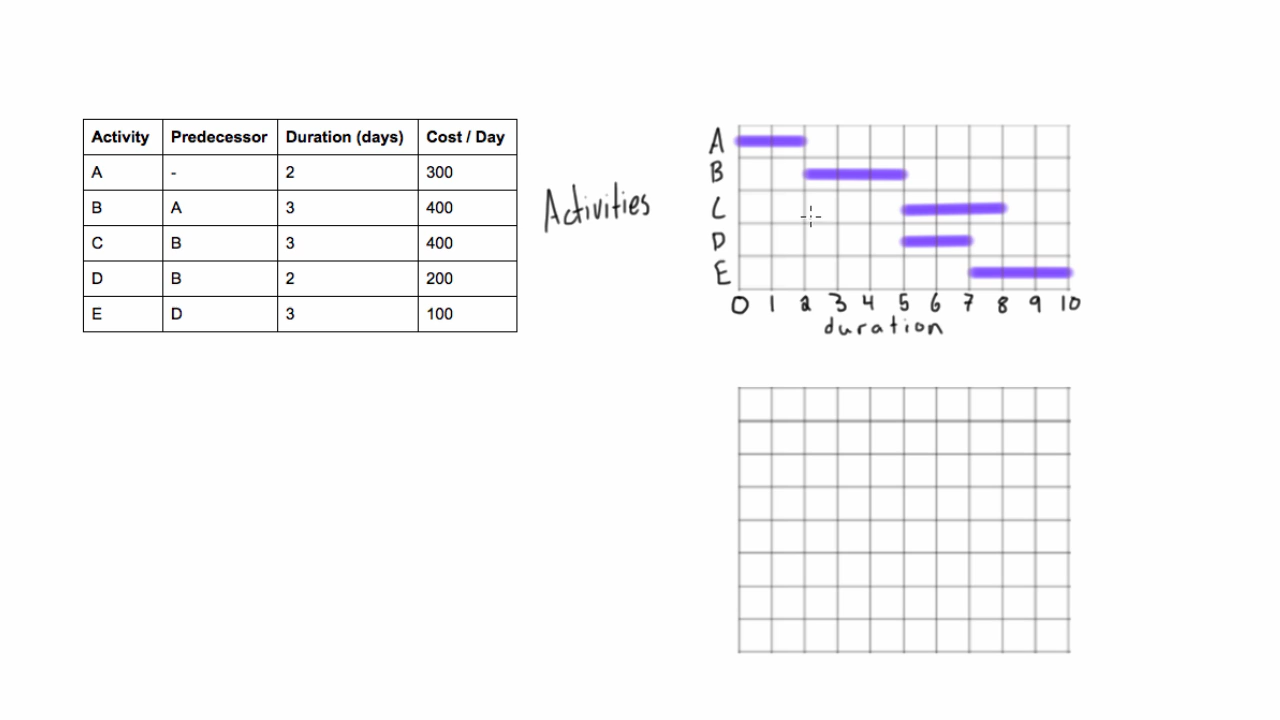 Activity Predecessor Duration (days) Cost / Day
A - 2 300
B A 3 400
C B 3 400
D B 2 200
E D 3 100
Activities
A
B
C
D
E
0 1 2 3 4 5 6 7 8 9 10
duration